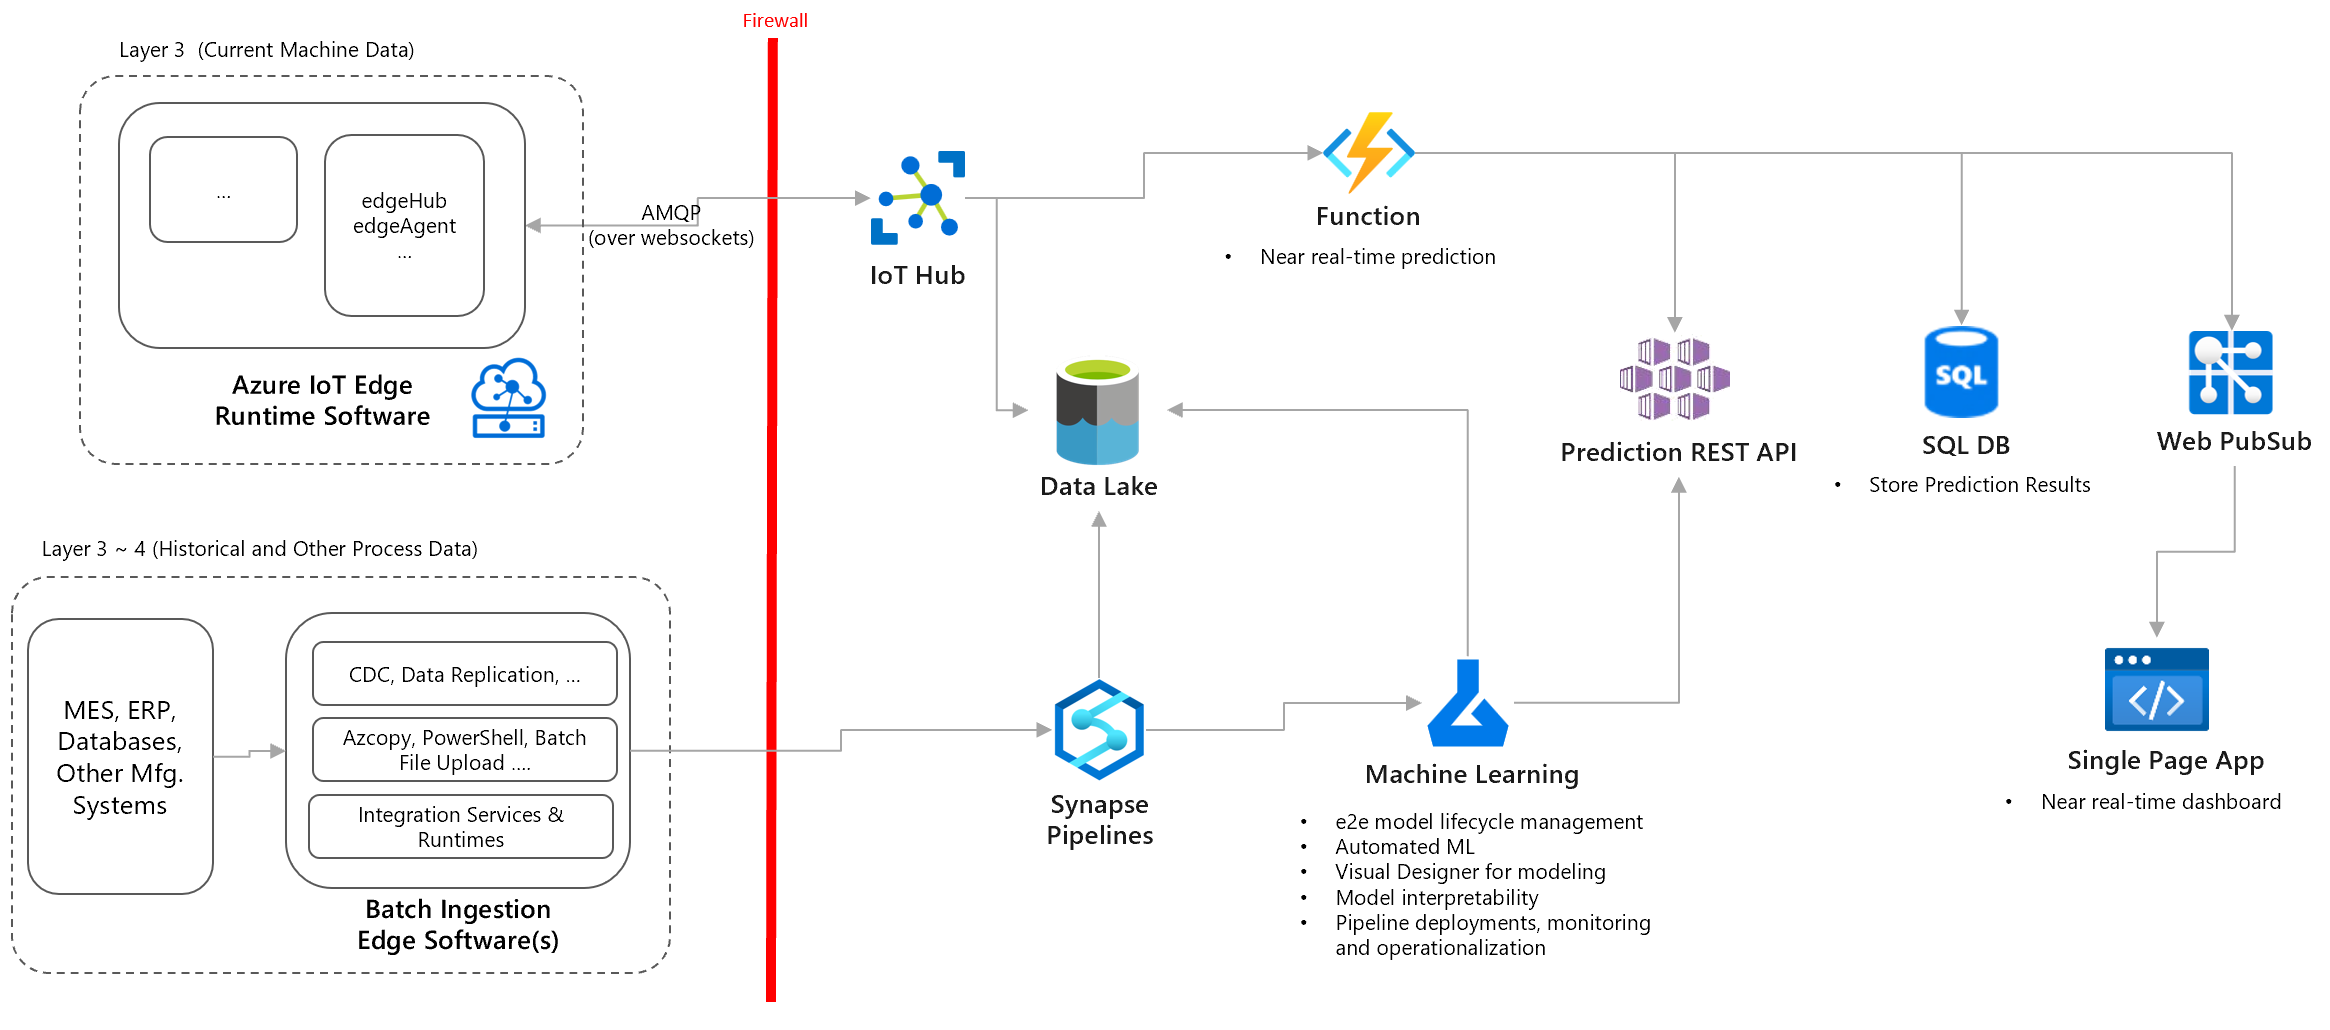 Firewall
Layer 3  (Current Machine Data)
...
edgeHub
edgeAgent
...
Azure IoT Edge
Runtime Software
AMQP
(over websockets)
IoT Hub
Function
• Near real-time prediction
Data Lake
Prediction REST API
SQL
SQL DB
• Store Prediction Results
Web PubSub
Layer 3 ~ 4 (Historical and Other Process Data)
MES, ERP,
Databases,
Other Mfg.
Systems
CDC, Data Replication, ...
Azcopy, PowerShell, Batch
File Upload ....
Integration Services &
Runtimes
Batch Ingestion
Edge Software(s)
Synapse
Pipelines
Machine Learning
• e2e model lifecycle management
• Automated ML
• Visual Designer for modeling
• Model interpretability
• Pipeline deployments, monitoring
and operationalization
Single Page App
• Near real-time dashboard